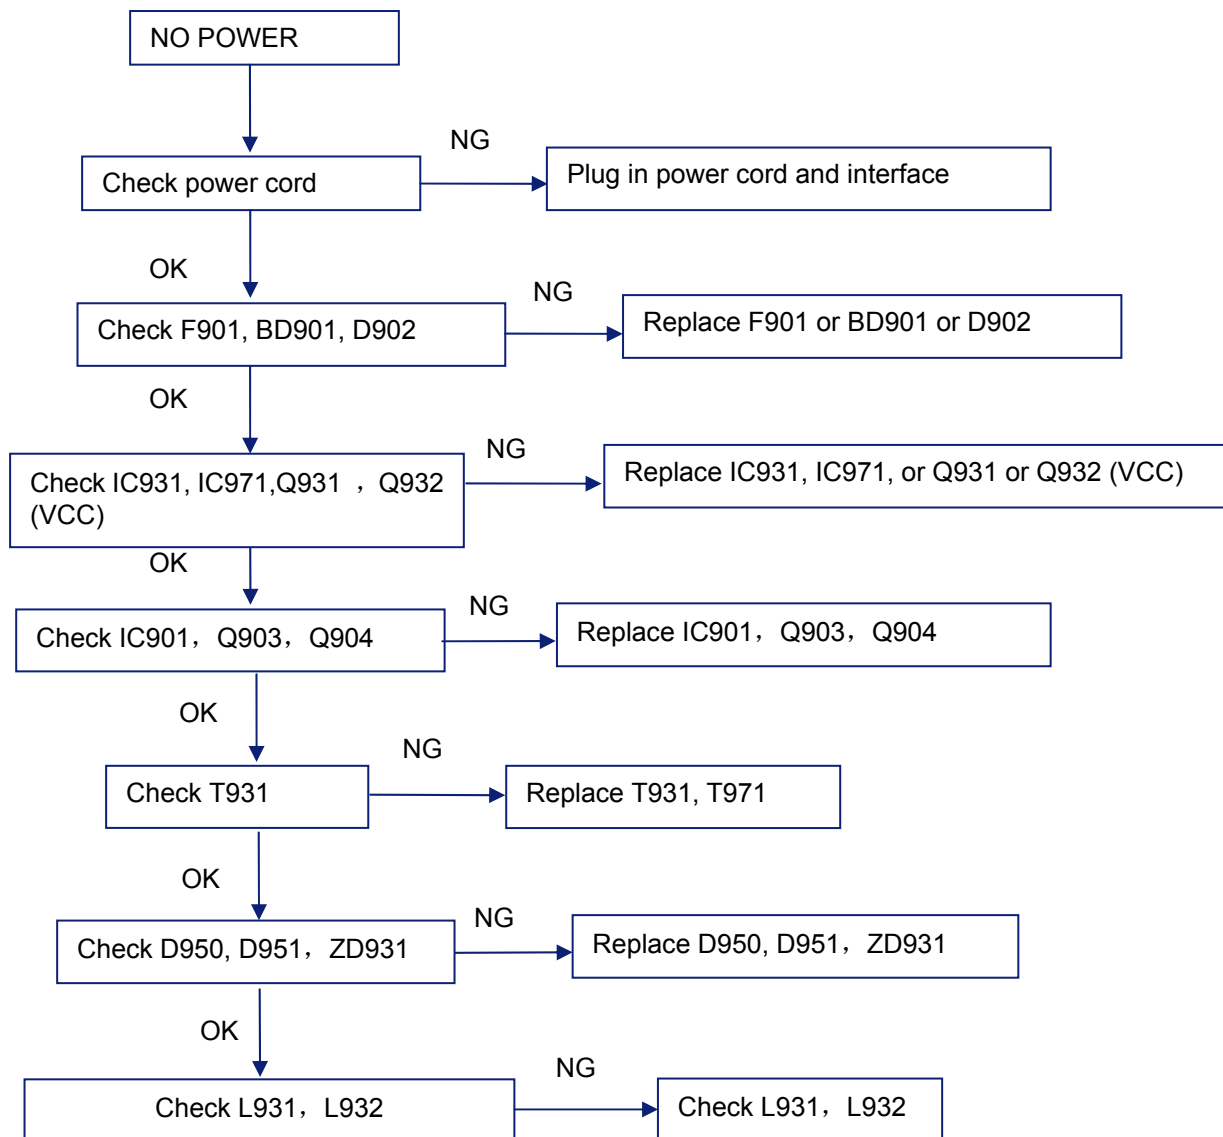 NO POWER
NG
Check power cord
Plug in power cord and interface
OK
NG
Check F901, BD901, D902
Replace F901 or BD901 or D902
OK
NG
Check IC931, IC971,Q931 ，Q932
(VCC)
Replace IC931, IC971, or Q931 or Q932 (VCC)
OK
NG
Check IC901，Q903，Q904
Replace IC901，Q903，Q904
OK
NG
Check T931
Replace T931, T971
OK
NG
Check D950, D951，ZD931
Replace D950, D951，ZD931
OK
NG
Check L931，L932
Check L931，L932